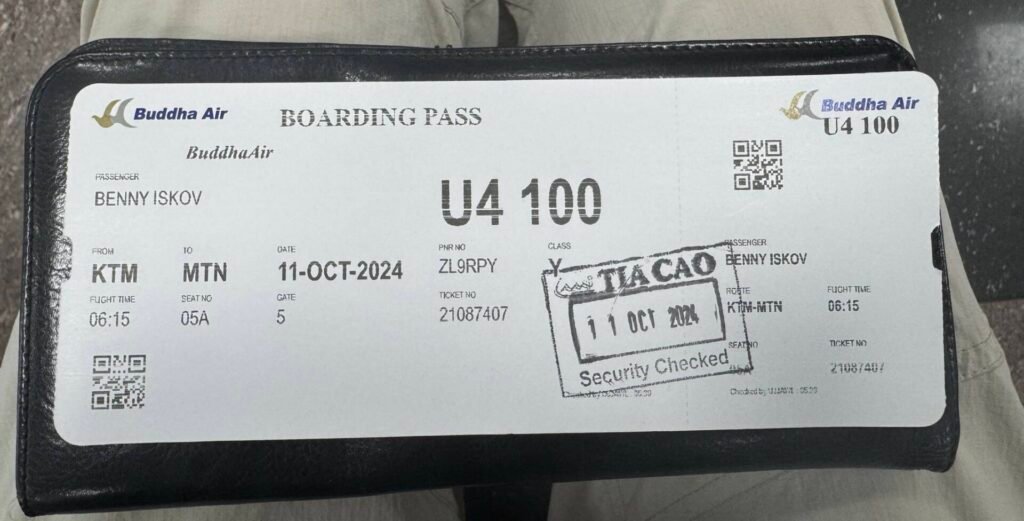 Buddha Air
BOARDING PASS
BuddhaAir
PASSENGER
BENNY ISKOV
U4 100
FROM TO DATE PNR NO CLASS
KTM MTN 11-OCT-2024 ZL9RPY Y
FLIGHT TIME SEAT NO GATE TICKET NO
06:15 05A 5 21087407
TIA CAO
11 OCT 2024
Security Checked
Buddha Air
U4 100
PASSENGER
BENNY ISKOV
ROUTE FLIGHT TIME
KTM-MTN 06:15
SEAT NO TICKET NO
05A 21087407